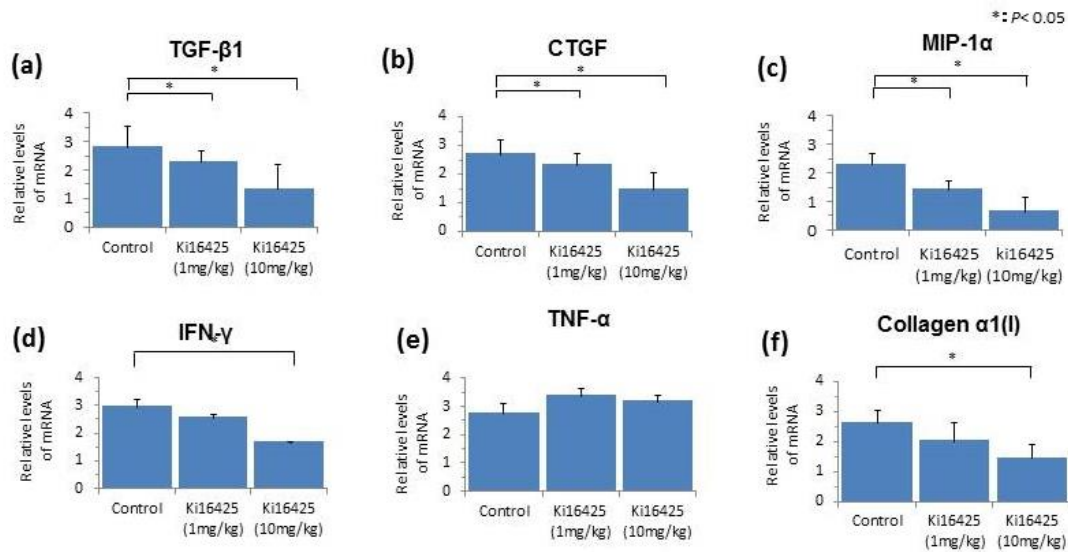 *: P< 0.05
(a)
TGF-β1
*
*
Relative levels
of mRNA
4
3
2
1
0
Control
Ki16425
(1mg/kg)
Ki16425
(10mg/kg)
(b)
CTGF
*
*
Relative levels
of mRNA
4
3
2
1
0
Control
Ki16425
(1mg/kg)
Ki16425
(10mg/kg)
(c)
MIP-1α
*
*
Relative levels
of mRNA
4
3
2
1
0
Control
Ki16425
(1mg/kg)
ki16425
(10mg/kg)
(d)
IFN-γ
*
Relative levels
of mRNA
4
3
2
1
0
Control
Ki16425
(1mg/kg)
Ki16425
(10mg/kg)
(e)
TNF-α
Relative levels
of mRNA
4
3
2
1
0
Control
Ki16425
(1mg/kg)
Ki16425
(10mg/kg)
(f)
Collagen α1(I)
*
Relative levels
of mRNA
4
3
2
1
0
Control
Ki16425
(1mg/kg)
Ki16425
(10mg/kg)